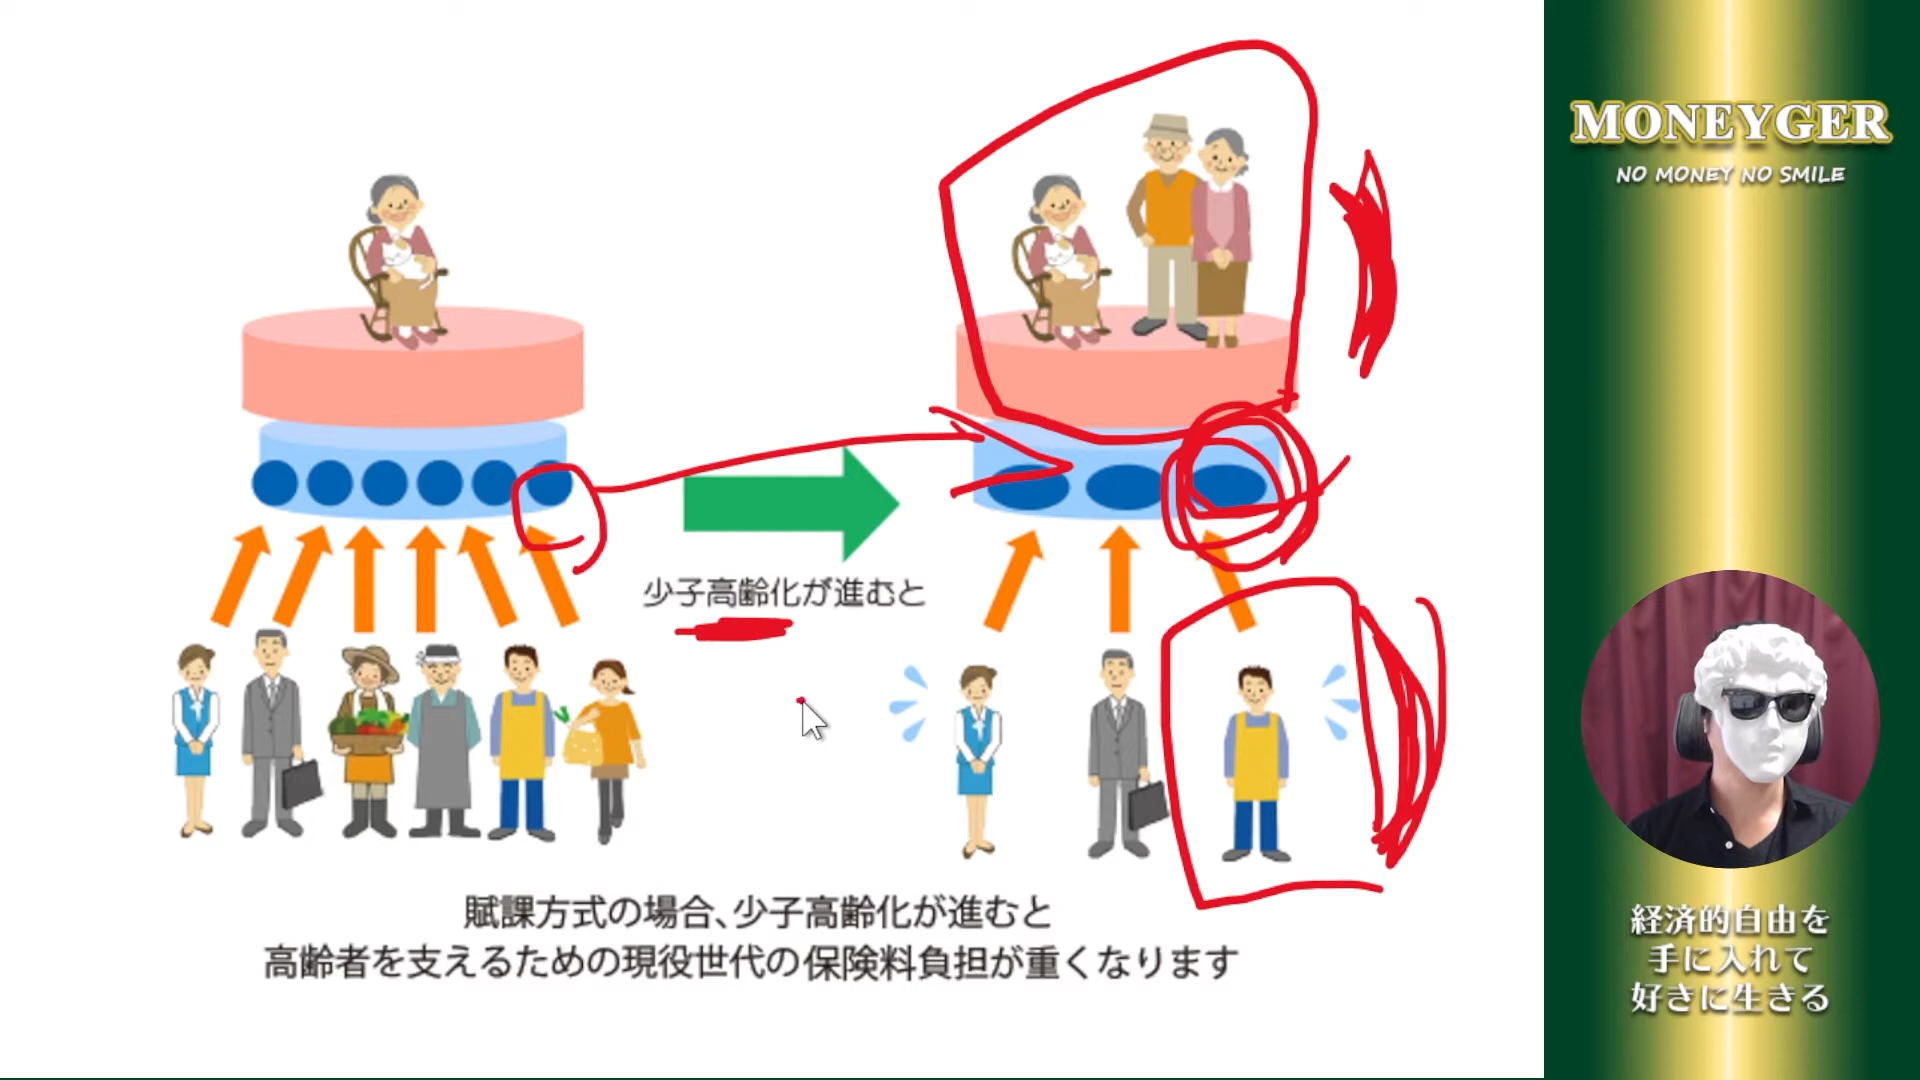 少子高齢化が進むと
賦課方式の場合、少子高齢化が進むと
高齢者を支えるための現役世代の保険料負担が重くなります
MONEYGER
NO MONEY NO SMILE
経済的自由を
手に入れて
好きに生きる